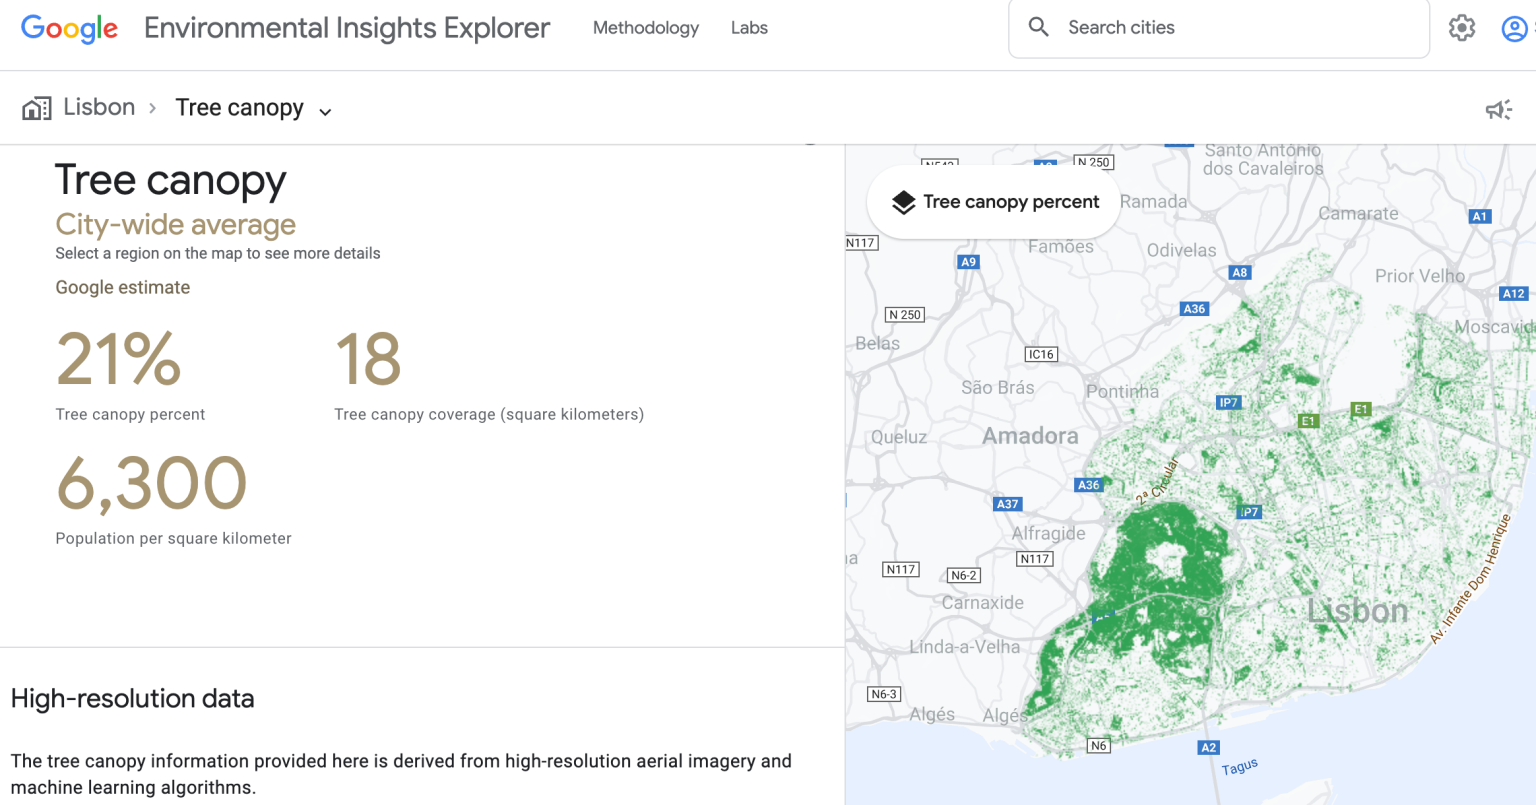 Google Environmental Insights Explorer Methodology Labs Search cities
Lisbon › Tree canopy
Tree canopy
City-wide average
Select a region on the map to see more details
Google estimate
21% 18
Tree canopy percent Tree canopy coverage (square kilometers)
6,300
Population per square kilometer
High-resolution data
The tree canopy information provided here is derived from high-resolution aerial imagery and
machine learning algorithms.
Tree canopy percent
N 250
Santo António
dos Cavaleiros
Ramada
Camarate
A1
N117
Famões
Odivelas
A9
A8
Prior Velho
A12
A36
N 250
Moscavid
Belas
IC16
São Brás
Pontinha
IP7
E1
E1
Queluz
Amadora
2ª Circular
A36
A37
IP7
Alfragide
N117
N117
N6-2
Carnaxide
Lisbon
Av. Infante Dom Henrique
Linda-a-Velha
N6-3
Algés
Algés
N6
A2
Tagus